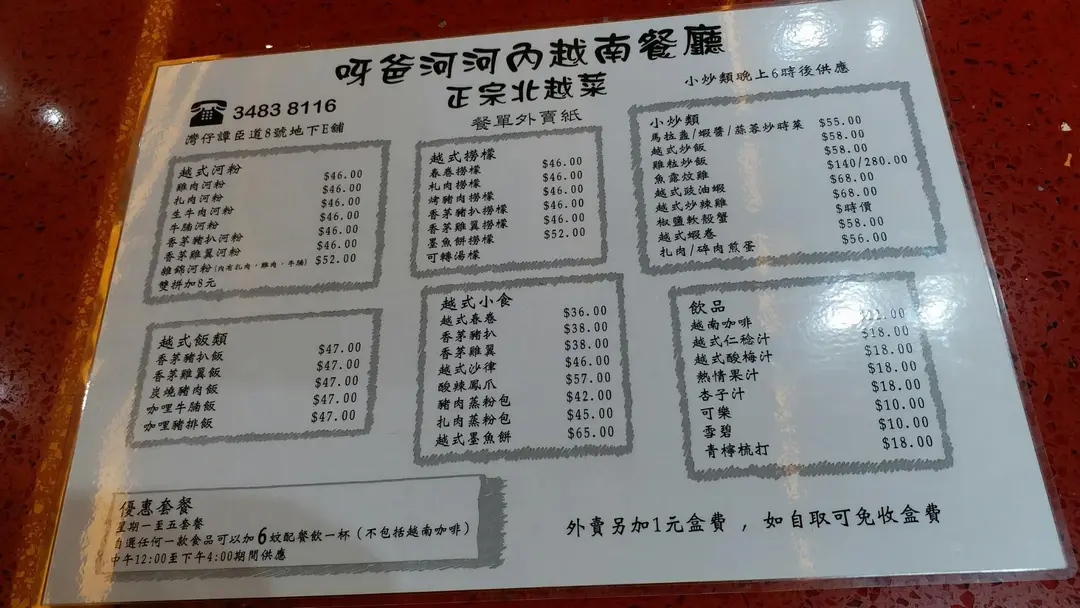 呀爸河河內越南餐廳
正宗北越菜
餐單外賣紙
☎ 3483 8116
灣仔譚臣道8號地下E舖
小炒類晚上6時後供應
越式河粉
雞肉河粉 $46.00
扎肉河粉 $46.00
生牛肉河粉 $46.00
牛腩河粉 $46.00
香茅豬扒河粉 $46.00
香茅雞翼河粉 $46.00
雜錦河粉(內有扎肉,雞肉,牛腩) $52.00
雙拼加8元
越式撈檬
春卷撈檬 $46.00
札肉撈檬 $46.00
烤豬肉撈檬 $46.00
香茅豬扒撈檬 $46.00
香茅雞翼撈檬 $46.00
墨魚餅撈檬 $52.00
可轉湯檬
小炒類
馬拉盞/蝦醬/蒜蓉炒時菜 $55.00
越式炒飯 $58.00
雞粒炒飯 $58.00
魚露炆雞 $140/280.00
越式豉油蝦 $68.00
越式炒辣雞 $68.00
椒鹽軟殼蟹 $時價
越式蝦卷 $58.00
扎肉/碎肉煎蛋 $56.00
越式飯類
香茅豬扒飯 $47.00
香茅雞翼飯 $47.00
炭燒豬肉飯 $47.00
咖哩牛腩飯 $47.00
咖哩豬排飯 $47.00
越式小食
越式春卷 $36.00
香茅豬扒 $38.00
香茅雞翼 $38.00
越式沙律 $46.00
酸辣鳳爪 $57.00
豬肉蒸粉包 $42.00
扎肉蒸粉包 $45.00
越式墨魚餅 $65.00
飲品
越南咖啡
越式仁稔汁 $18.00
越式酸梅汁 $18.00
熱情果汁 $18.00
杏子汁 $18.00
可樂 $10.00
雪碧 $10.00
青檸梳打 $18.00
優惠套餐
星期一至五套餐
自選任何一款食品可以加6蚊配餐飲一杯(不包括越南咖啡)
中午12:00至下午4:00期間供應
外賣另加1元盒費,如自取可免收盒費